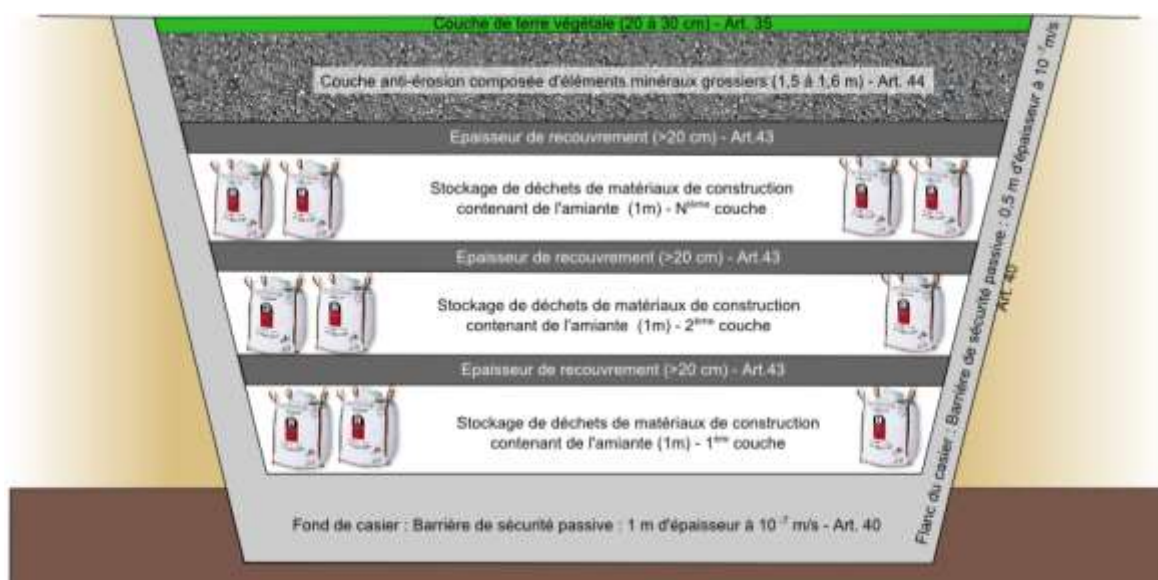 Couche de terre végétale (20 à 30 cm) - Art. 35
Couche anti-érosion composée d'éléments minéraux grossiers (1,5 à 1,6 m) - Art. 44
Epaisseur de recouvrement (>20 cm) - Art.43
Stockage de déchets de matériaux de construction
contenant de l'amiante (1m) - Nième couche
Epaisseur de recouvrement (>20 cm) - Art.43
Stockage de déchets de matériaux de construction
contenant de l'amiante (1m) - 2ème couche
Epaisseur de recouvrement (>20 cm) - Art.43
Stockage de déchets de matériaux de construction
contenant de l'amiante (1m) - 1ère couche
Fond de casier : Barrière de sécurité passive : 1 m d'épaisseur à 10⁻⁷ m/s - Art. 40
Flanc du casier : Barrière de sécurité passive : 0,5 m d'épaisseur à 10⁻⁷ m/s
Art. 40